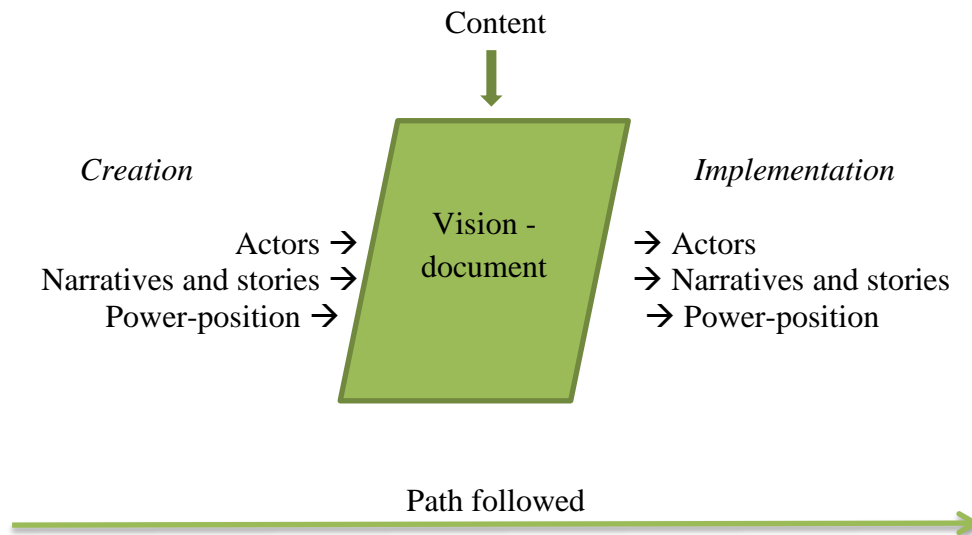 Content
Creation
Implementation
Vision -
document
Actors →
Narratives and stories →
Power-position →
→ Actors
→ Narratives and stories
→ Power-position
Path followed